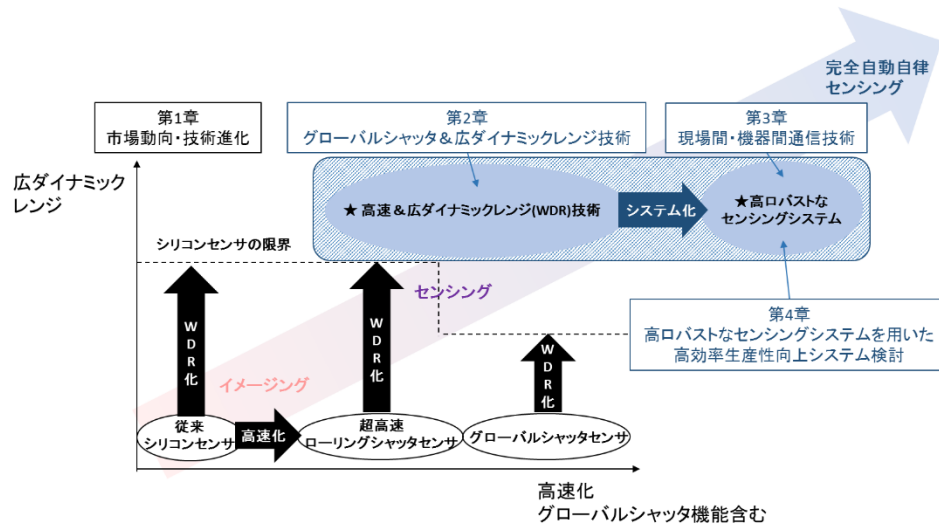 完全自動自律
センシング
第1章
市場動向・技術進化
第2章
グローバルシャッタ&広ダイナミックレンジ技術
第3章
現場間・機器間通信技術
広ダイナミック
レンジ
★ 高速&広ダイナミックレンジ(WDR)技術
システム化
★高ロバストな
センシングシステム
シリコンセンサの限界
センシング
WDR化
WDR化
WDR化
第4章
高ロバストなセンシングシステムを用いた
高効率生産性向上システム検討
イメージング
従来
シリコンセンサ
高速化
超高速
ローリングシャッタセンサ
グローバルシャッタセンサ
高速化
グローバルシャッタ機能含む